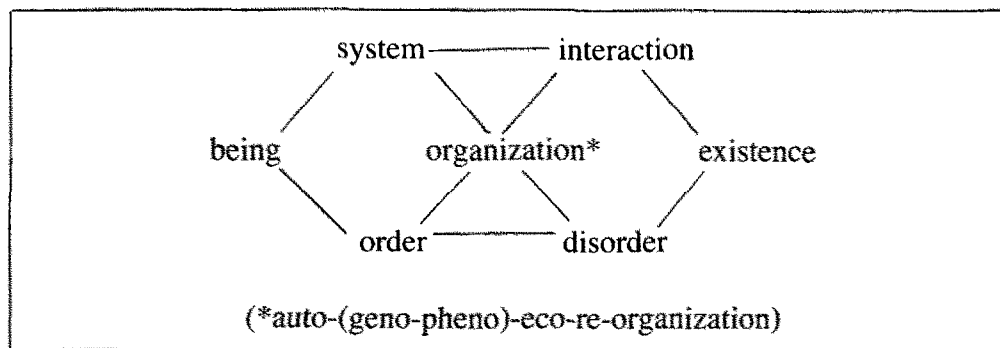 system interaction
being organization* existence
order disorder
(*auto-(geno-pheno)-eco-re-organization)